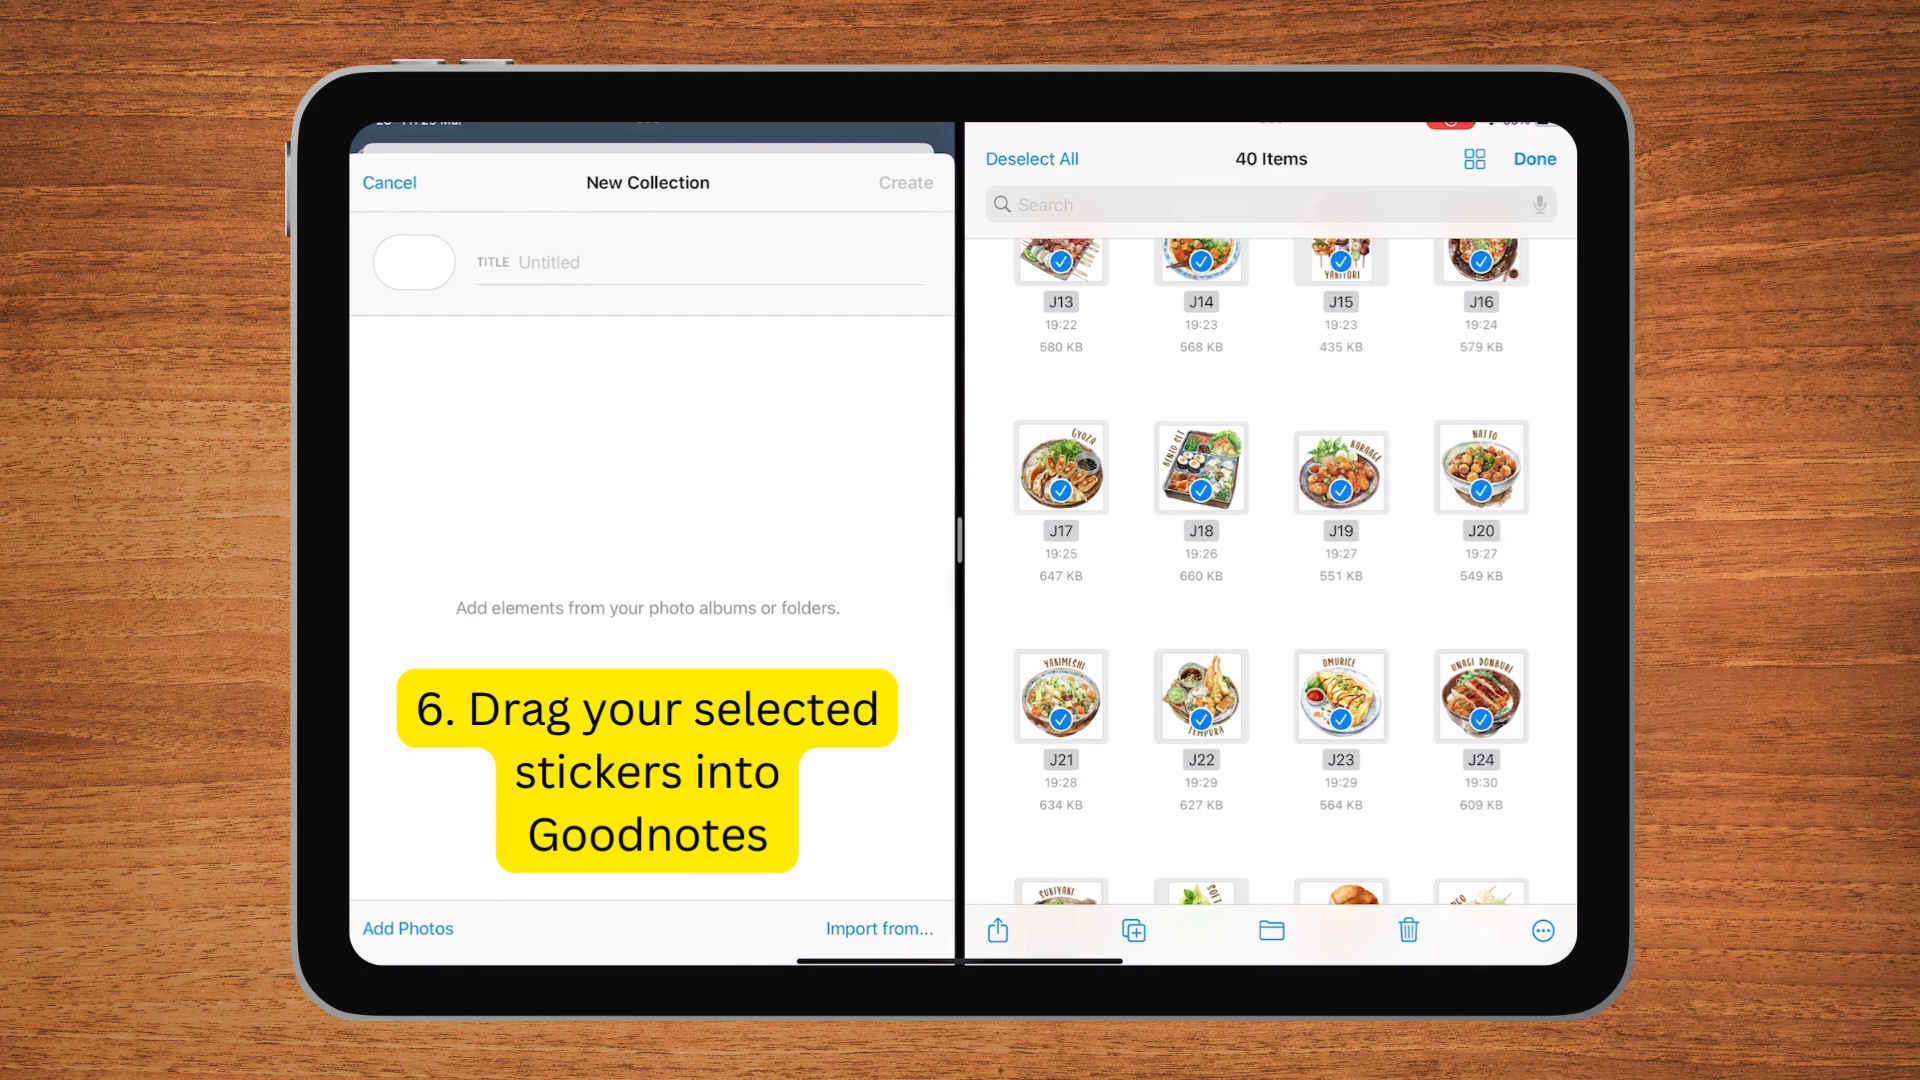 Cancel
New Collection
Create
TITLE Untitled
Add elements from your photo albums or folders.
6. Drag your selected
stickers into
Goodnotes
Add Photos
Import from...
Deselect All
40 Items
Done
Search
YAKITORI
J13 J14 J15 J16
19:22 19:23 19:23 19:24
580 KB 568 KB 435 KB 579 KB
GYOZA BENTO SET KARAAGE NATTO
J17 J18 J19 J20
19:25 19:26 19:27 19:27
647 KB 660 KB 551 KB 549 KB
YAKIMESHI TEMPURA OMURICE UNAGI DONBURI
J21 J22 J23 J24
19:28 19:29 19:29 19:30
634 KB 627 KB 564 KB 609 KB
SUKIYAKI